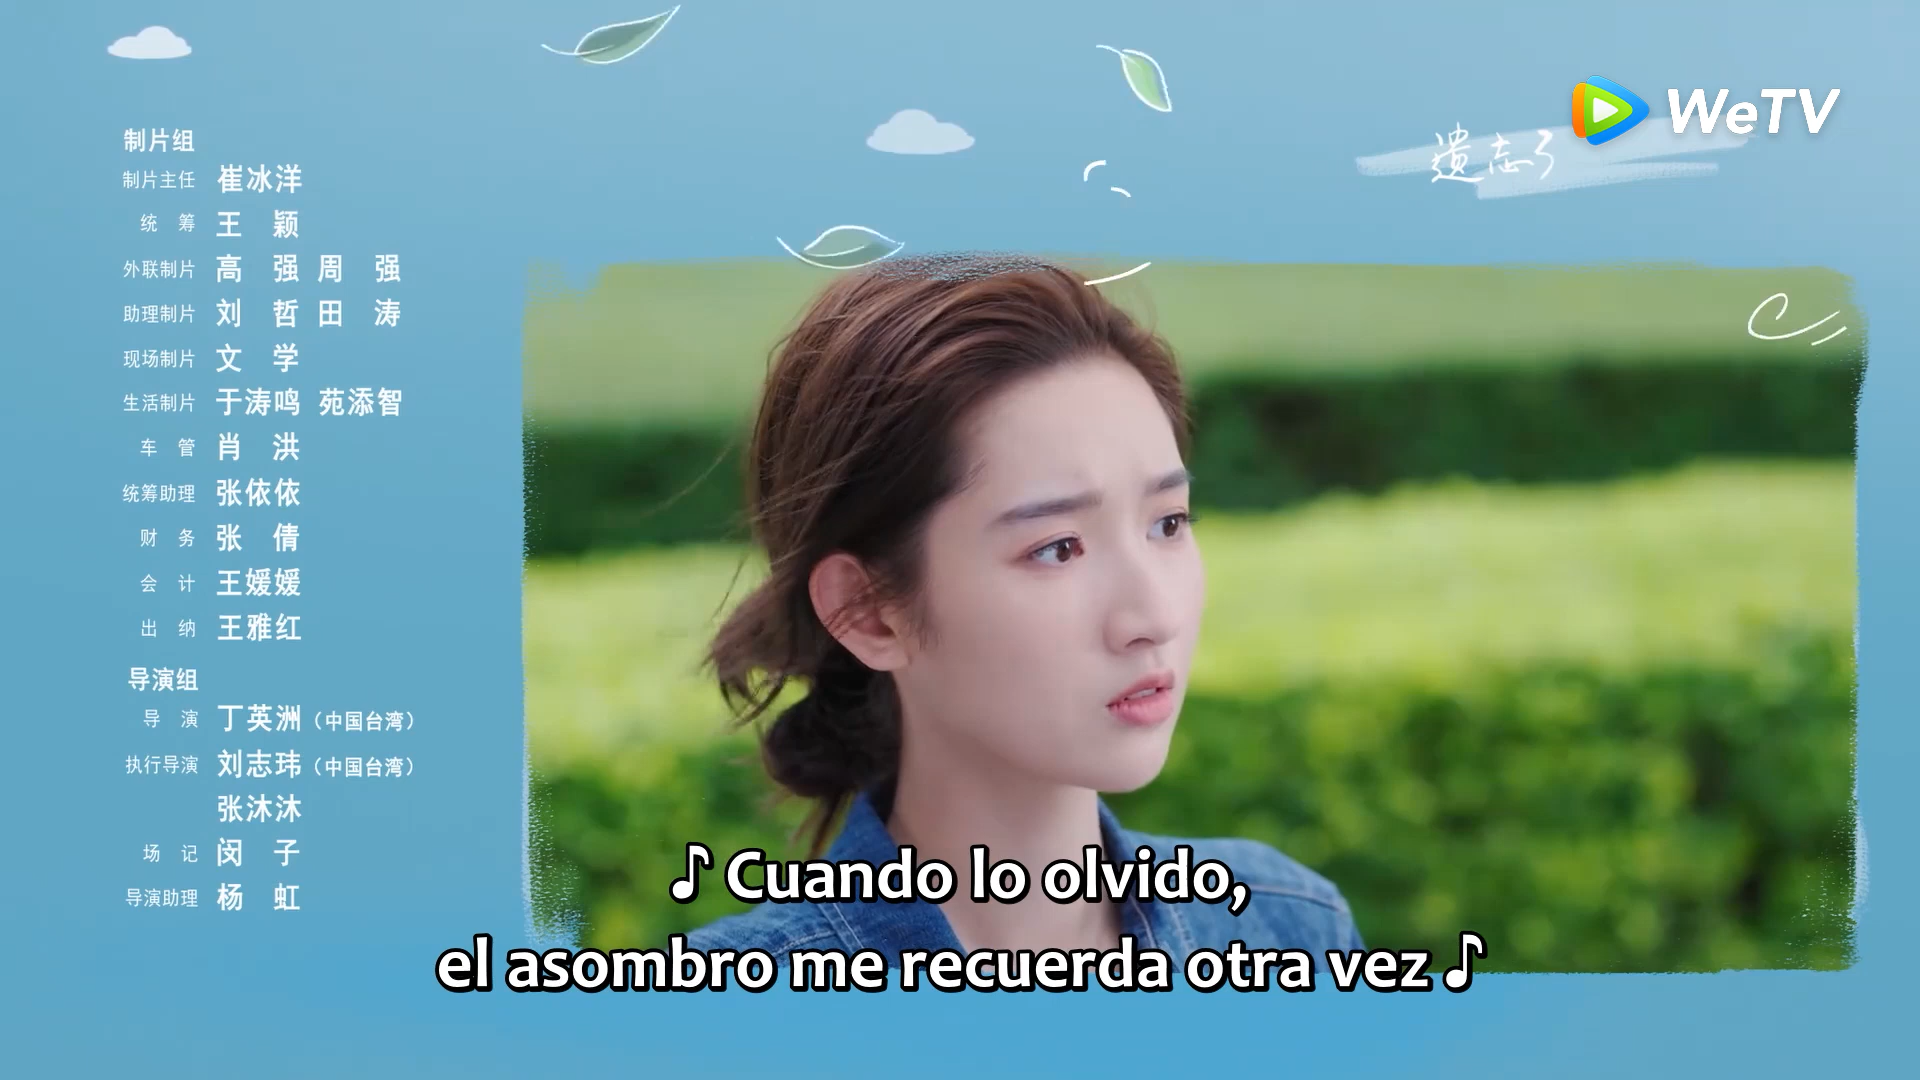 WeTV
遗忘了
制片组
制片主任 崔冰洋
统 筹 王 颖
外联制片 高 强 周 强
助理制片 刘 哲 田 涛
现场制片 文 学
生活制片 于涛鸣 苑添智
车 管 肖 洪
统筹助理 张依依
财 务 张 倩
会 计 王媛媛
出 纳 王雅红
导演组
导 演 丁英洲（中国台湾）
执行导演 刘志玮（中国台湾）
张沐沐
场 记 闵 子
导演助理 杨 虹
♪ Cuando lo olvido,
el asombro me recuerda otra vez ♪